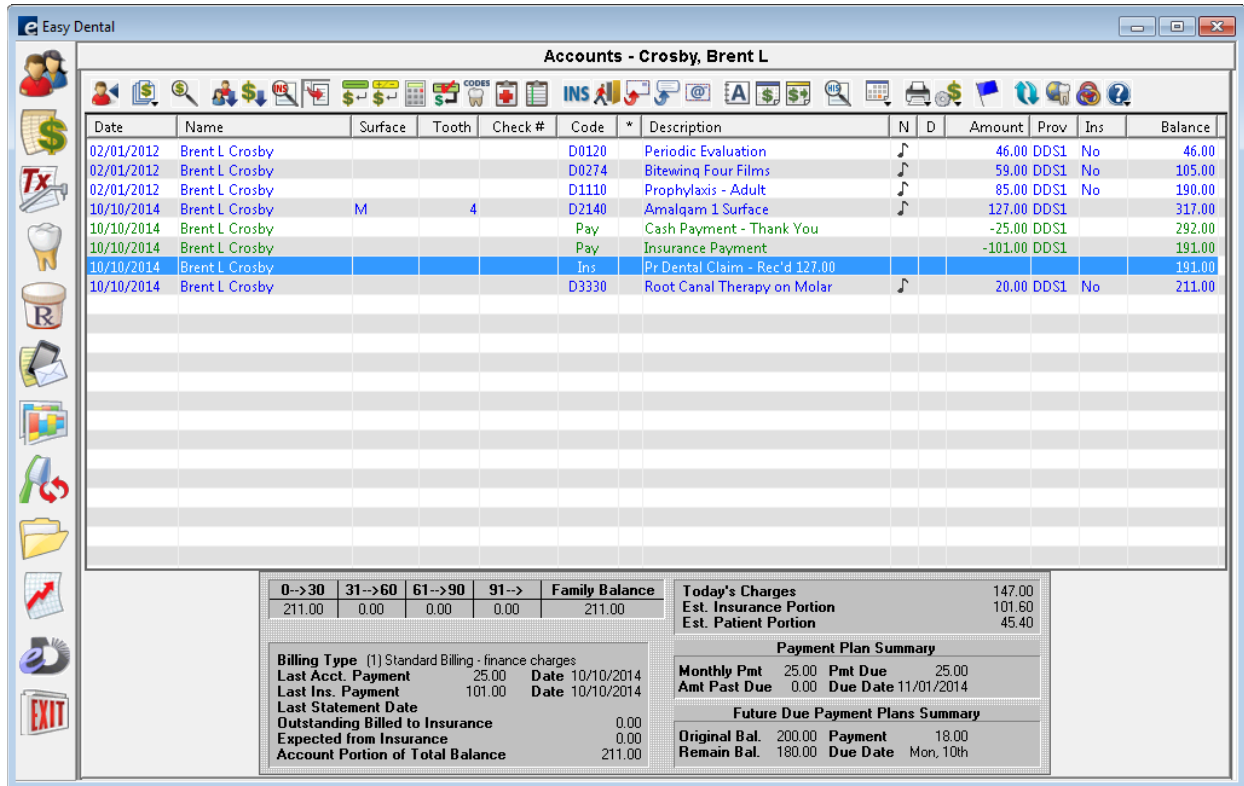 Easy Dental
Accounts - Crosby, Brent L
CODES INS @ A $ HIS ?
Date Name Surface Tooth Check # Code * Description N D Amount Prov Ins Balance
02/01/2012 Brent L Crosby D0120 Periodic Evaluation 46.00 DDS1 No 46.00
02/01/2012 Brent L Crosby D0274 Bitewing Four Films 59.00 DDS1 No 105.00
02/01/2012 Brent L Crosby D1110 Prophylaxis - Adult 85.00 DDS1 No 190.00
10/10/2014 Brent L Crosby M 4 D2140 Amalgam 1 Surface 127.00 DDS1 317.00
10/10/2014 Brent L Crosby Pay Cash Payment - Thank You -25.00 DDS1 292.00
10/10/2014 Brent L Crosby Pay Insurance Payment -101.00 DDS1 191.00
10/10/2014 Brent L Crosby Ins Pr Dental Claim - Rec'd 127.00 191.00
10/10/2014 Brent L Crosby D3330 Root Canal Therapy on Molar 20.00 DDS1 No 211.00
Tx
R
EXIT
0-->30 31-->60 61-->90 91--> Family Balance
211.00 0.00 0.00 0.00 211.00
Billing Type (1) Standard Billing - finance charges
Last Acct. Payment 25.00 Date 10/10/2014
Last Ins. Payment 101.00 Date 10/10/2014
Last Statement Date
Outstanding Billed to Insurance 0.00
Expected from Insurance 0.00
Account Portion of Total Balance 211.00
Today's Charges 147.00
Est. Insurance Portion 101.60
Est. Patient Portion 45.40
Payment Plan Summary
Monthly Pmt 25.00 Pmt Due 25.00
Amt Past Due 0.00 Due Date 11/01/2014
Future Due Payment Plans Summary
Original Bal. 200.00 Payment 18.00
Remain Bal. 180.00 Due Date Mon, 10th